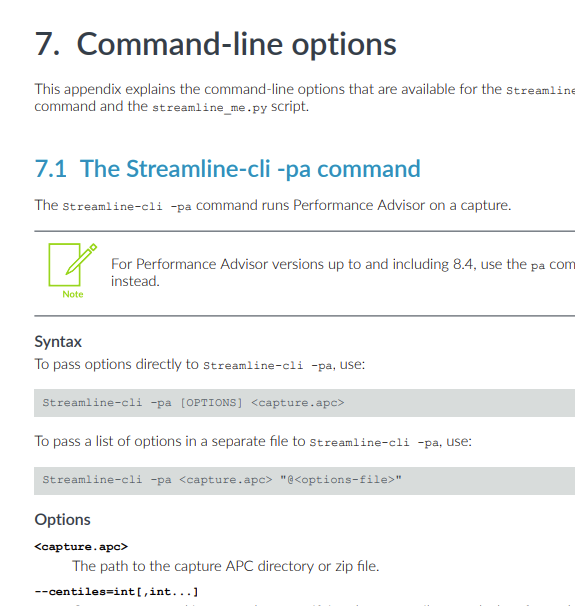 7. Command-line options
This appendix explains the command-line options that are available for the Streamline
command and the streamline_me.py script.
7.1 The Streamline-cli -pa command
The Streamline-cli -pa command runs Performance Advisor on a capture.
For Performance Advisor versions up to and including 8.4, use the pa com
instead.
Note
Syntax
To pass options directly to Streamline-cli -pa, use:
Streamline-cli -pa [OPTIONS] <capture.apc>
To pass a list of options in a separate file to Streamline-cli -pa, use:
Streamline-cli -pa <capture.apc> "@<options-file>"
Options
<capture.apc>
The path to the capture APC directory or zip file.
--centiles=int[,int...]